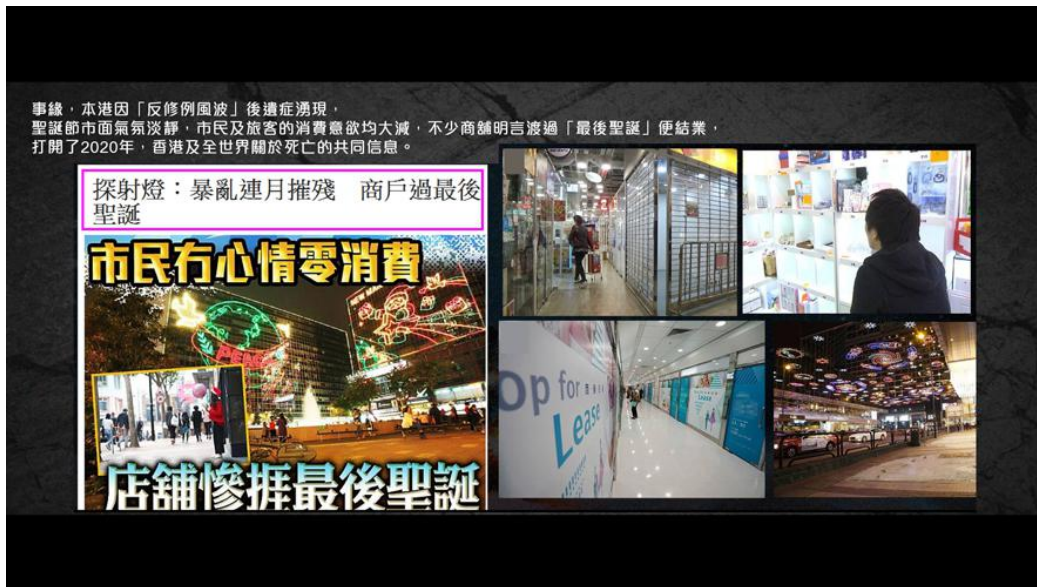 事緣，本港因「反修例風波」後遺症湧現，
聖誕節市面氣氛淡靜，市民及旅客的消費意欲均大減，不少商舖明言渡過「最後聖誕」便結業，
打開了2020年，香港及全世界關於死亡的共同信息。
探射燈：暴亂連月摧殘　商戶過最後
聖誕
市民冇心情零消費
PEACE
店舖慘捱最後聖誕
op for
Lease